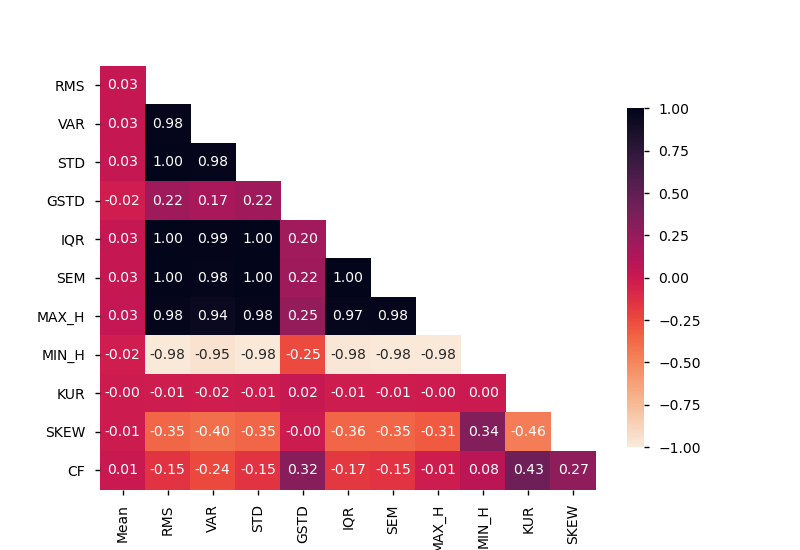 RMS 0.03
VAR 0.03 0.98
STD 0.03 1.00 0.98
GSTD -0.02 0.22 0.17 0.22
IQR 0.03 1.00 0.99 1.00 0.20
SEM 0.03 1.00 0.98 1.00 0.22 1.00
MAX_H 0.03 0.98 0.94 0.98 0.25 0.97 0.98
MIN_H -0.02 -0.98 -0.95 -0.98 -0.25 -0.98 -0.98 -0.98
KUR -0.00 -0.01 -0.02 -0.01 0.02 -0.01 -0.01 -0.00 0.00
SKEW -0.01 -0.35 -0.40 -0.35 -0.00 -0.36 -0.35 -0.31 0.34 -0.46
CF 0.01 -0.15 -0.24 -0.15 0.32 -0.17 -0.15 -0.01 0.08 0.43 0.27
Mean RMS VAR STD GSTD IQR SEM MAX_H MIN_H KUR SKEW
1.00
0.75
0.50
0.25
0.00
−0.25
−0.50
−0.75
−1.00